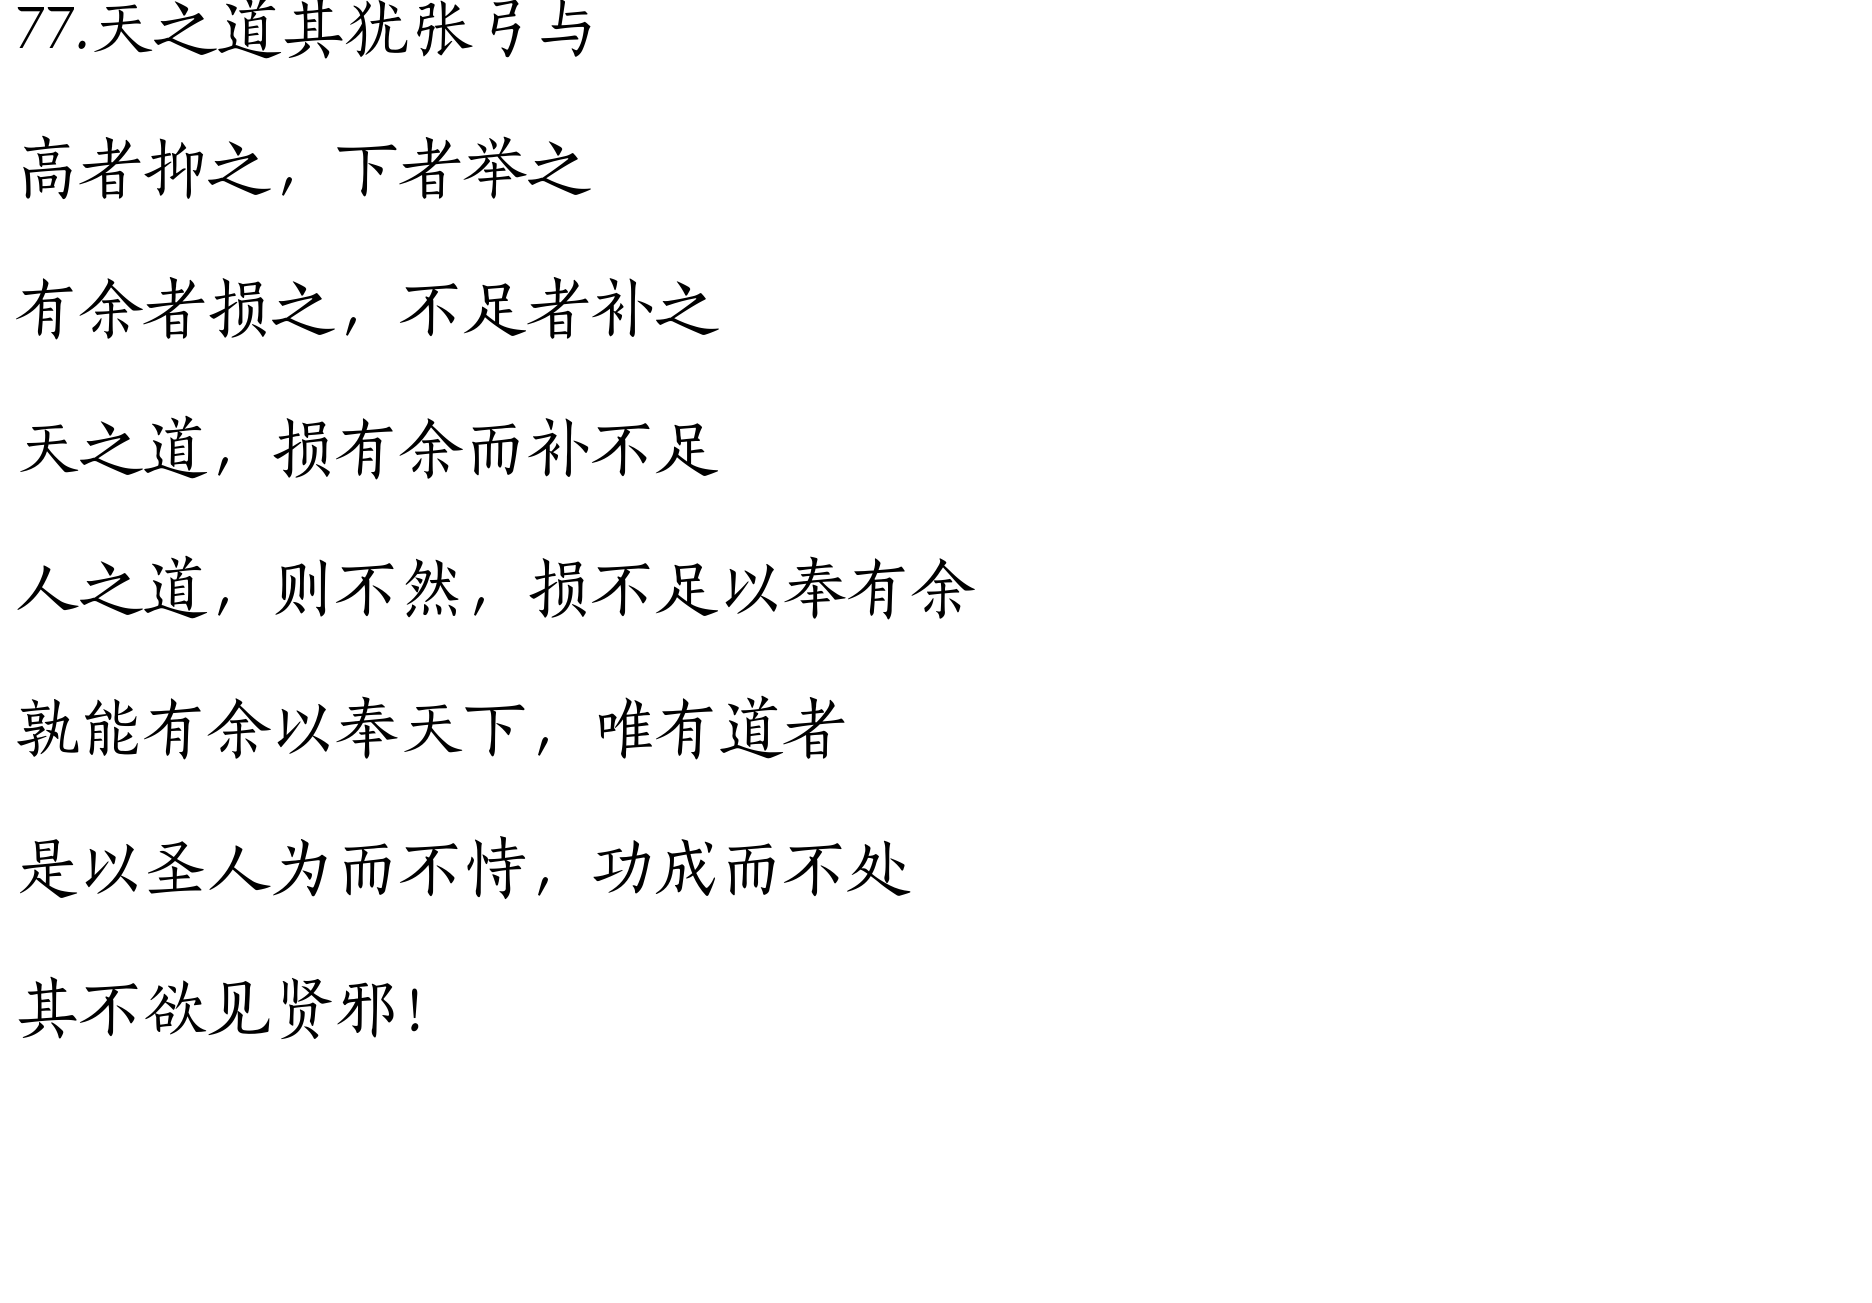 77.天之道其犹张弓与
高者抑之，下者举之
有余者损之，不足者补之
天之道，损有余而补不足
人之道，则不然，损不足以奉有余
孰能有余以奉天下，唯有道者
是以圣人为而不恃，功成而不处
其不欲见贤邪！